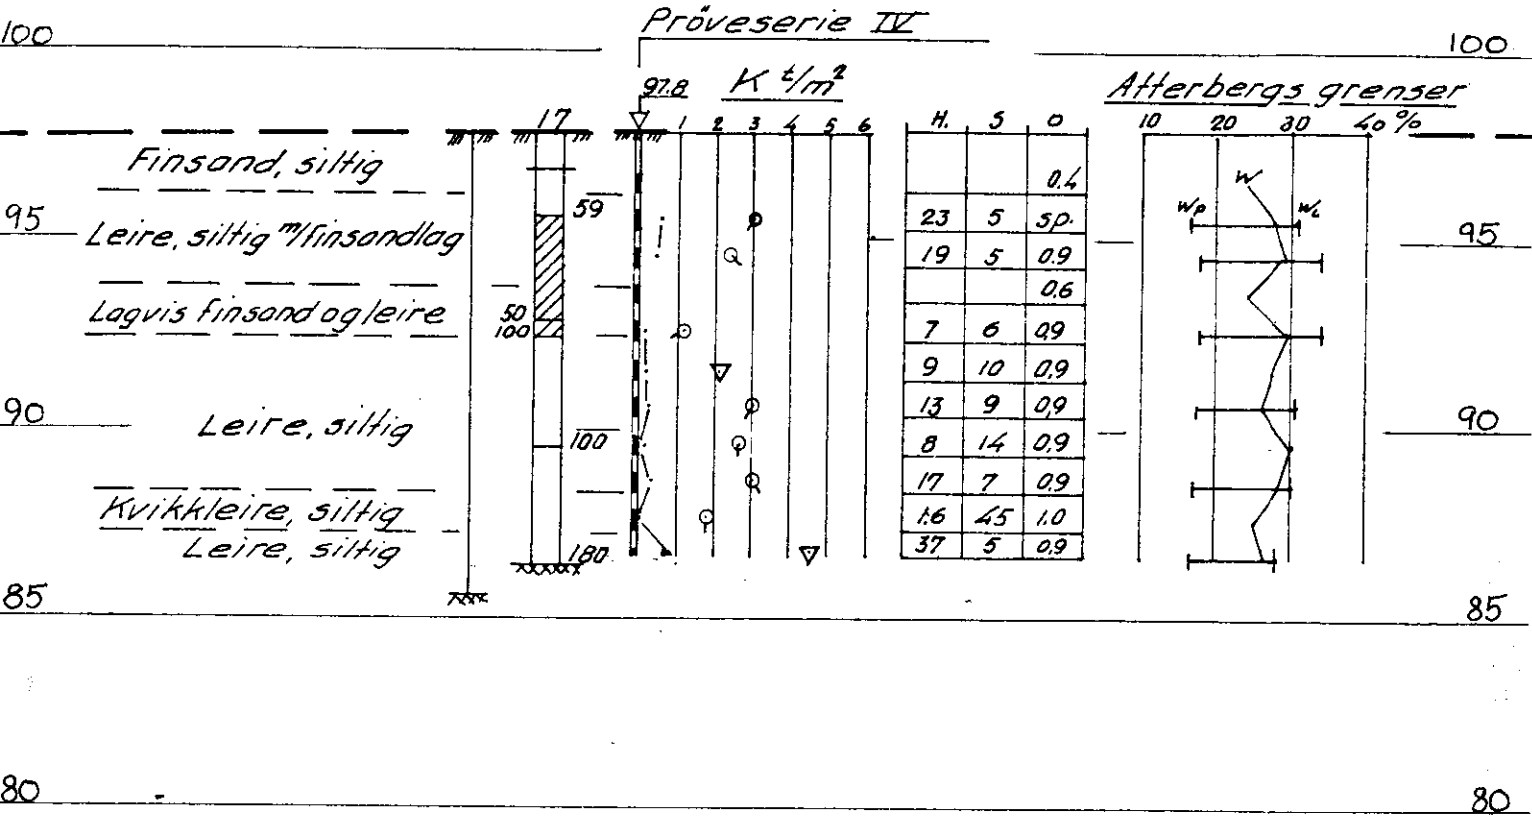 Pröveserie IV
100
100
K t/m²
Atterbergs grenser
97.8
17
1 2 3 4 5 6
H. S O
10 20 30 40 %
Finsand, siltig
0.4
W
59
Wp
WL
95
Leire, siltig m/finsandlag
23 5 sp.
95
19 5 0.9
0.6
Lagvis finsand og leire
50
100
7 6 0.9
9 10 0.9
90
13 9 0.9
90
Leire, siltig
100
8 14 0.9
17 7 0.9
Kvikkleire, siltig
1.6 45 1.0
Leire, siltig
180
37 5 0.9
85
85
80
80